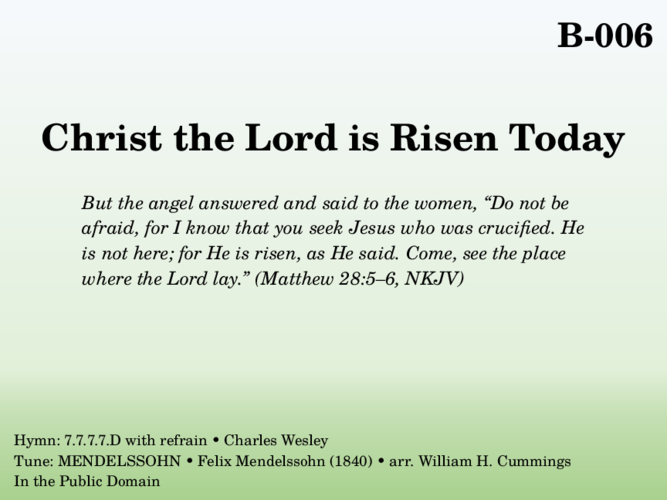 B-006
Christ the Lord is Risen Today
But the angel answered and said to the women, “Do not be
afraid, for I know that you seek Jesus who was crucified. He
is not here; for He is risen, as He said. Come, see the place
where the Lord lay.” (Matthew 28:5–6, NKJV)
Hymn: 7.7.7.7.D with refrain • Charles Wesley
Tune: MENDELSSOHN • Felix Mendelssohn (1840) • arr. William H. Cummings
In the Public Domain